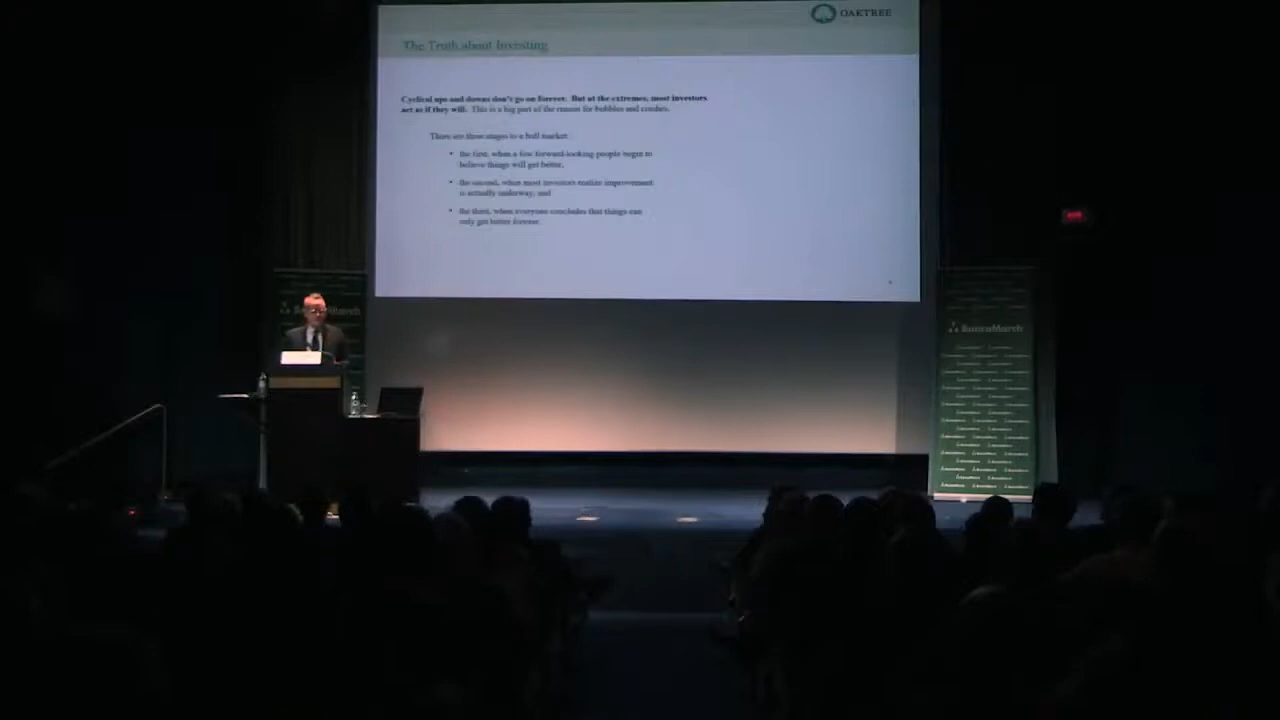 OAKTREE
The Truth about Investing
Cyclical ups and downs don't go on forever. But at the extremes, most investors
act as if they will. This is a big part of the reason for bubbles and crashes.
There are three stages to a bull market:
• the first, when a few forward-looking people begin to
believe things will get better,
• the second, when most investors realize improvement
is actually underway, and
• the third, when everyone concludes that things can
only get better forever.
BancaMarch
BancaMarch